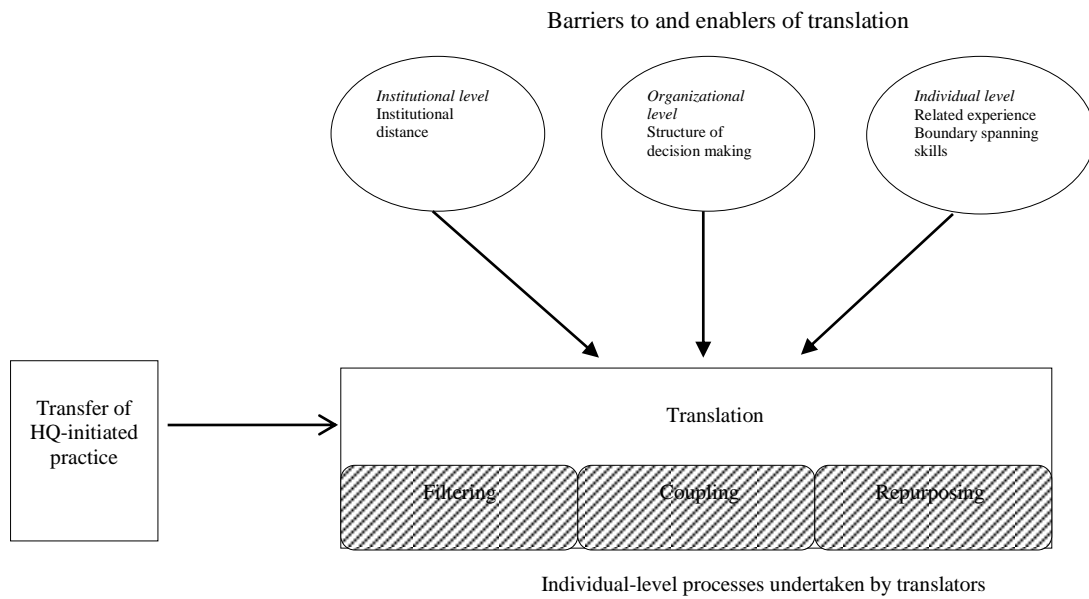 Barriers to and enablers of translation
Institutional level
Institutional
distance
Organizational
level
Structure of
decision making
Individual level
Related experience
Boundary spanning
skills
Transfer of
HQ-initiated
practice
Translation
Filtering
Coupling
Repurposing
Individual-level processes undertaken by translators